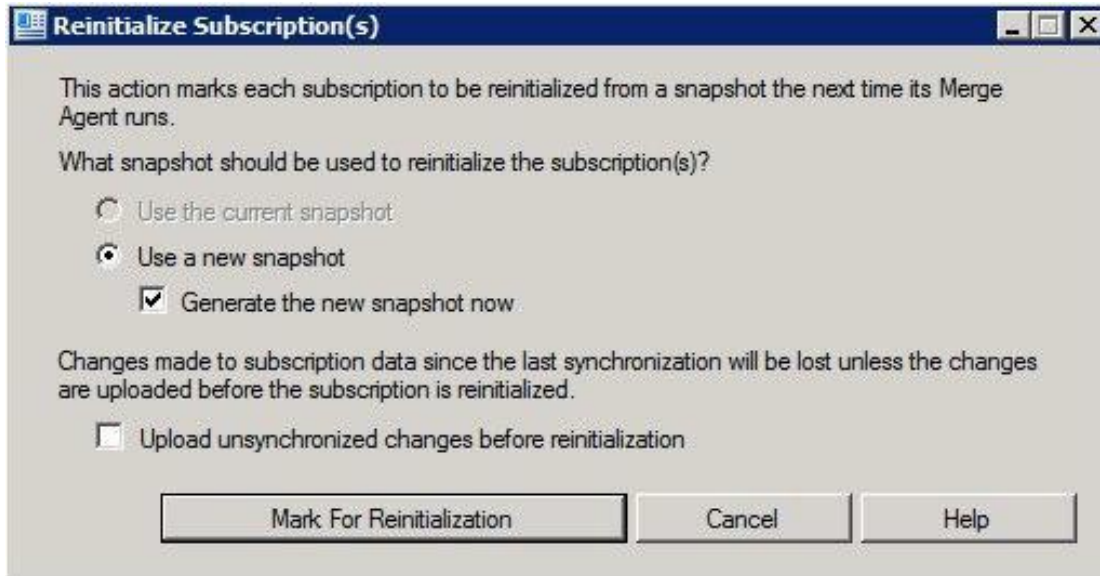 Reinitialize Subscription(s)
This action marks each subscription to be reinitialized from a snapshot the next time its Merge
Agent runs.
What snapshot should be used to reinitialize the subscription(s)?
Use the current snapshot
Use a new snapshot
Generate the new snapshot now
Changes made to subscription data since the last synchronization will be lost unless the changes
are uploaded before the subscription is reinitialized.
Upload unsynchronized changes before reinitialization
Mark For Reinitialization Cancel Help